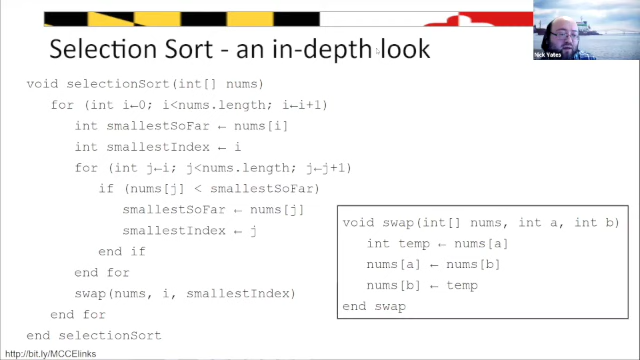 Selection Sort - an in-depth look
Nick Yates
void selectionSort(int[] nums)
for (int i←0; i<nums.length; i←i+1)
int smallestSoFar ← nums[i]
int smallestIndex ← i
for (int j←i; j<nums.length; j←j+1)
if (nums[j] < smallestSoFar)
smallestSoFar ← nums[j]
smallestIndex ← j
end if
end for
swap(nums, i, smallestIndex)
end for
end selectionSort
void swap(int[] nums, int a, int b)
int temp ← nums[a]
nums[a] ← nums[b]
nums[b] ← temp
end swap
http://bit.ly/MCCElinks